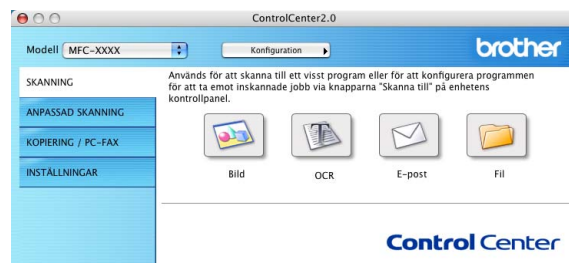 ControlCenter2.0
Modell MFC-XXXX Konfiguration brother
SKANNING
ANPASSAD SKANNING
KOPIERING / PC-FAX
INSTÄLLNINGAR
Används för att skanna till ett visst program eller för att konfigurera programmen
för att ta emot inskannade jobb via knapparna "Skanna till" på enhetens
kontrollpanel.
Bild OCR E-post Fil
Control Center